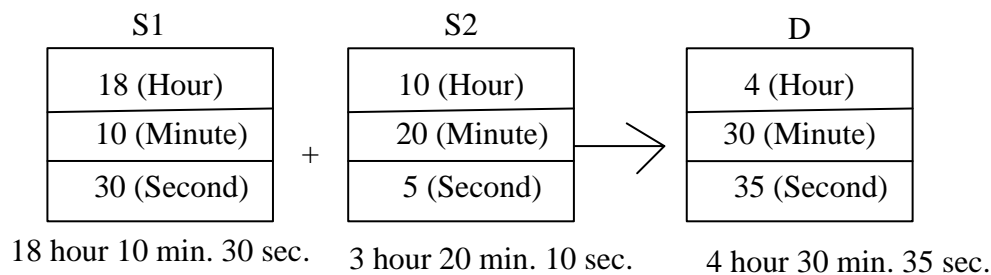 S1 S2 D
18 (Hour) 10 (Hour) 4 (Hour)
10 (Minute) 20 (Minute) 30 (Minute)
+
30 (Second) 5 (Second) 35 (Second)
18 hour 10 min. 30 sec. 3 hour 20 min. 10 sec. 4 hour 30 min. 35 sec.